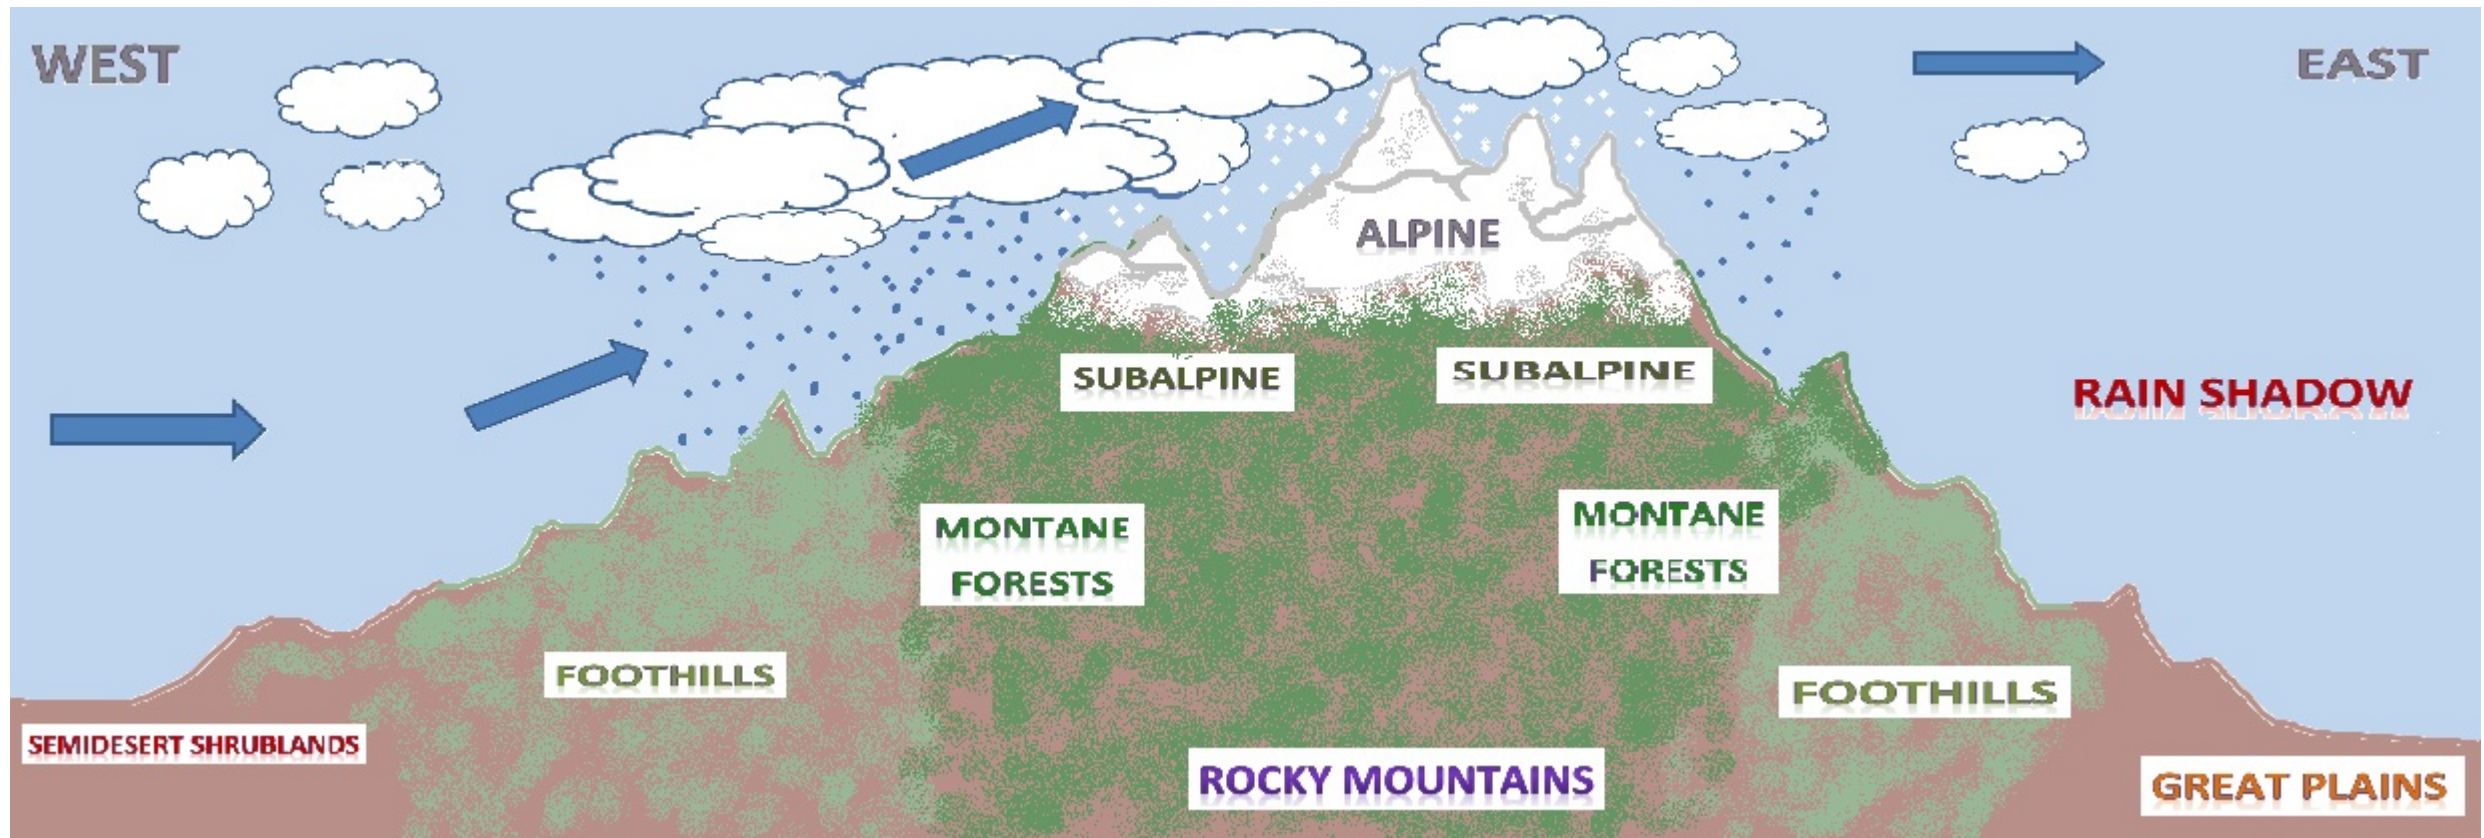 WEST
EAST
ALPINE
SUBALPINE
SUBALPINE
RAIN SHADOW
MONTANE
FORESTS
MONTANE
FORESTS
FOOTHILLS
FOOTHILLS
SEMIDESERT SHRUBLANDS
ROCKY MOUNTAINS
GREAT PLAINS